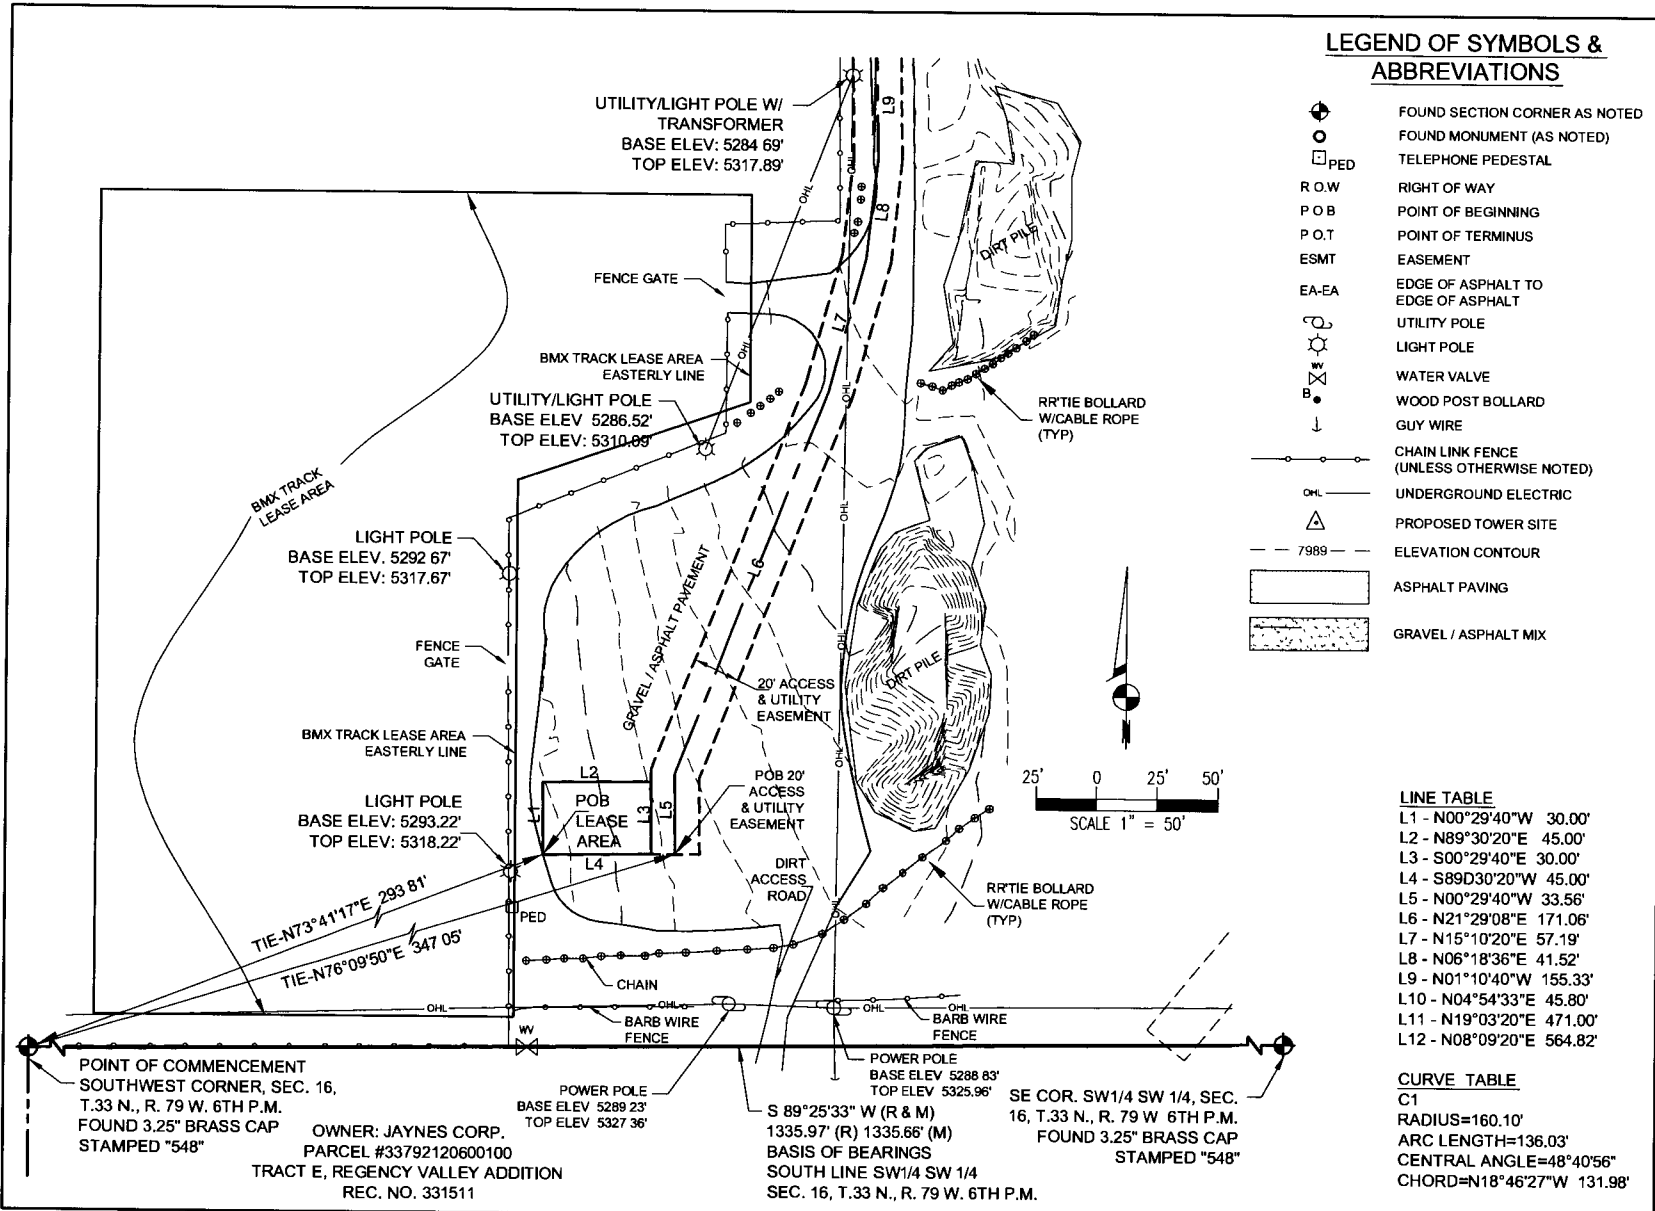 LEGEND OF SYMBOLS &
ABBREVIATIONS
FOUND SECTION CORNER AS NOTED
FOUND MONUMENT (AS NOTED)
PED
TELEPHONE PEDESTAL
R O.W
RIGHT OF WAY
P O B
POINT OF BEGINNING
P O.T
POINT OF TERMINUS
ESMT
EASEMENT
EA-EA
EDGE OF ASPHALT TO
EDGE OF ASPHALT
UTILITY POLE
LIGHT POLE
WV
WATER VALVE
B
WOOD POST BOLLARD
GUY WIRE
CHAIN LINK FENCE
(UNLESS OTHERWISE NOTED)
OHL
UNDERGROUND ELECTRIC
PROPOSED TOWER SITE
7989
ELEVATION CONTOUR
ASPHALT PAVING
GRAVEL / ASPHALT MIX
UTILITY/LIGHT POLE W/
TRANSFORMER
BASE ELEV: 5284 69'
TOP ELEV: 5317.89'
OHL
OHL
L9
L8
DIRT PILE
FENCE GATE
L7
OHL
BMX TRACK LEASE AREA
EASTERLY LINE
OHL
UTILITY/LIGHT POLE
BASE ELEV 5286.52'
TOP ELEV: 5310.89'
RR'TIE BOLLARD
W/CABLE ROPE
(TYP)
BMX TRACK
LEASE AREA
OHL
LIGHT POLE
BASE ELEV. 5292 67'
TOP ELEV: 5317.67'
L6
GRAVEL / ASPHALT PAVEMENT
FENCE
GATE
OHL
DIRT PILE
20' ACCESS
& UTILITY
EASEMENT
BMX TRACK LEASE AREA
EASTERLY LINE
OHL
L2
POB
LEASE
AREA
L1
L3
L5
L4
POB 20'
ACCESS
& UTILITY
EASEMENT
25' 0 25' 50'
SCALE 1" = 50'
LIGHT POLE
BASE ELEV: 5293.22'
TOP ELEV: 5318.22'
DIRT
ACCESS
ROAD
RR'TIE BOLLARD
W/CABLE ROPE
(TYP)
PED
OHL
TIE-N73°41'17"E 293 81'
TIE-N76°09'50"E 347 05'
CHAIN
OHL
OHL
OHL
OHL
BARB WIRE
FENCE
BARB WIRE
FENCE
WV
POINT OF COMMENCEMENT
SOUTHWEST CORNER, SEC. 16,
T.33 N., R. 79 W. 6TH P.M.
FOUND 3.25" BRASS CAP
STAMPED "548"
POWER POLE
BASE ELEV 5289 23'
TOP ELEV 5327 36'
POWER POLE
BASE ELEV 5288 83'
TOP ELEV 5325.96'
OWNER: JAYNES CORP.
PARCEL #33792120600100
TRACT E, REGENCY VALLEY ADDITION
REC. NO. 331511
S 89°25'33" W (R & M)
1335.97' (R) 1335.66' (M)
BASIS OF BEARINGS
SOUTH LINE SW1/4 SW 1/4
SEC. 16, T.33 N., R. 79 W. 6TH P.M.
SE COR. SW1/4 SW 1/4, SEC.
16, T.33 N., R. 79 W 6TH P.M.
FOUND 3.25" BRASS CAP
STAMPED "548"
LINE TABLE
L1 - N00°29'40"W 30.00'
L2 - N89°30'20"E 45.00'
L3 - S00°29'40"E 30.00'
L4 - S89D30'20"W 45.00'
L5 - N00°29'40"W 33.56'
L6 - N21°29'08"E 171.06'
L7 - N15°10'20"E 57.19'
L8 - N06°18'36"E 41.52'
L9 - N01°10'40"W 155.33'
L10 - N04°54'33"E 45.80'
L11 - N19°03'20"E 471.00'
L12 - N08°09'20"E 564.82'
CURVE TABLE
C1
RADIUS=160.10'
ARC LENGTH=136.03'
CENTRAL ANGLE=48°40'56"
CHORD=N18°46'27"W 131.98'